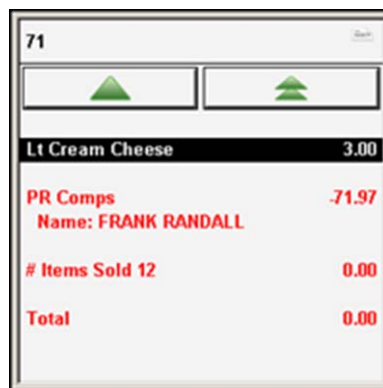 71
Lt Cream Cheese 3.00
PR Comps -71.97
Name: FRANK RANDALL
# Items Sold 12 0.00
Total 0.00